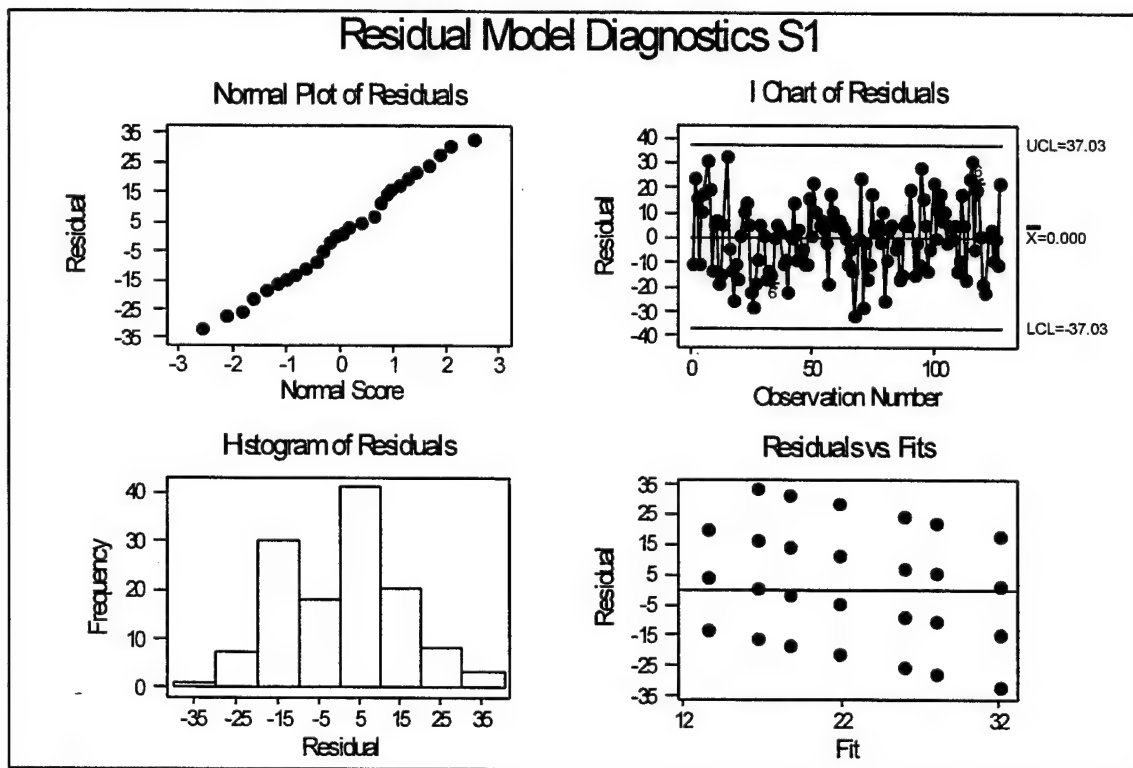 Residual Model Diagnostics S1
Normal Plot of Residuals
Residual
35
25
15
5
-5
-15
-25
-35
-3 -2 -1 0 1 2 3
Normal Score
I Chart of Residuals
Residual
40
30
20
10
0
-10
-20
-30
-40
6
6
UCL=37.03
X=0.000
LCL=-37.03
0 50 100
Observation Number
Histogram of Residuals
Frequency
40
30
20
10
0
-35 -25 -15 -5 5 15 25 35
Residual
Residuals vs. Fits
Residual
35
25
15
5
-5
-15
-25
-35
12 22 32
Fit